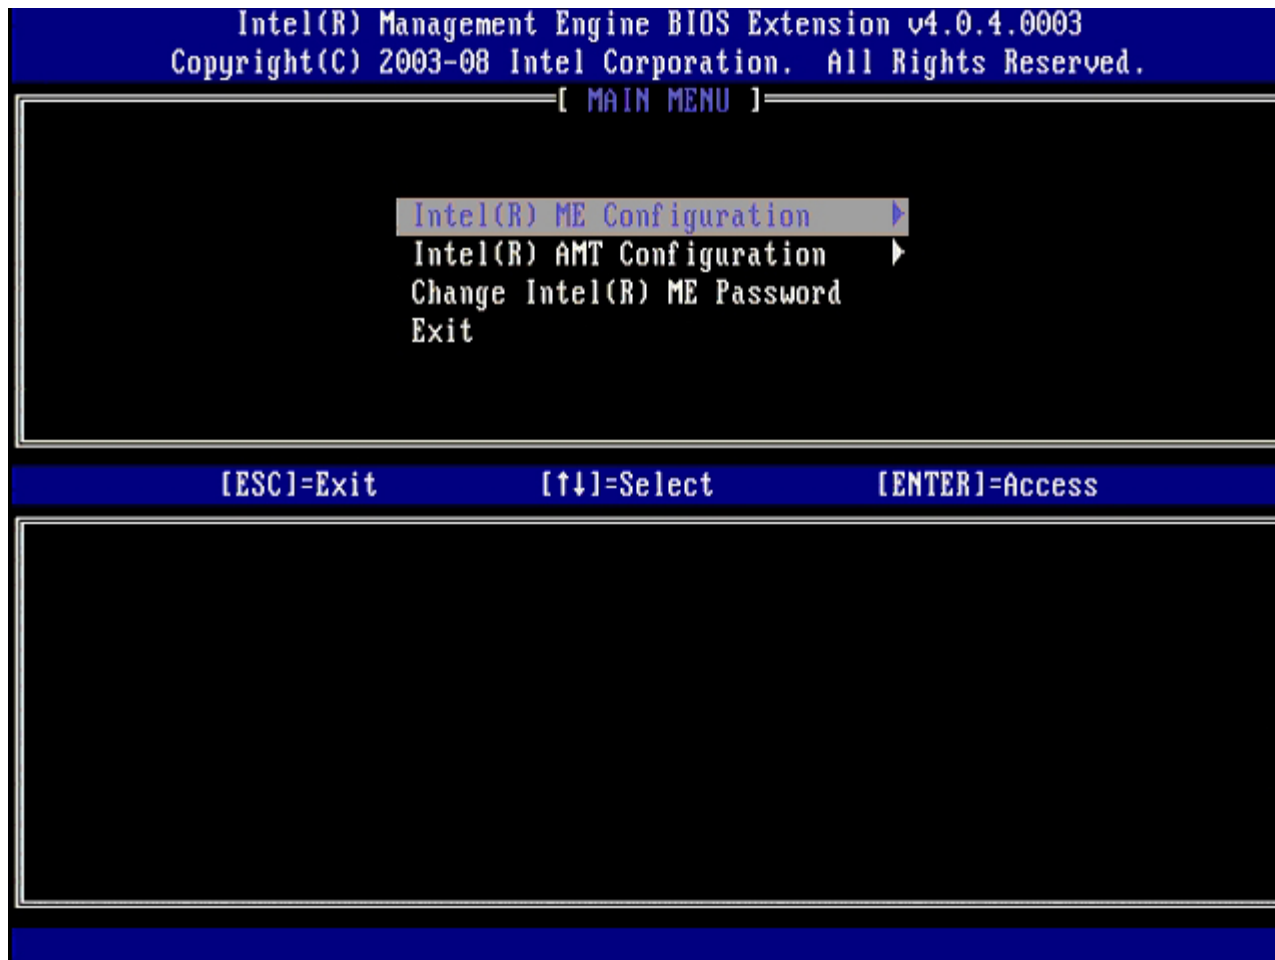 Intel(R) Management Engine BIOS Extension v4.0.4.0003
Copyright(C) 2003-08 Intel Corporation. All Rights Reserved.
[ MAIN MENU ]
Intel(R) ME Configuration ►
Intel(R) AMT Configuration ►
Change Intel(R) ME Password
Exit
[ESC]=Exit [↑↓]=Select [ENTER]=Access